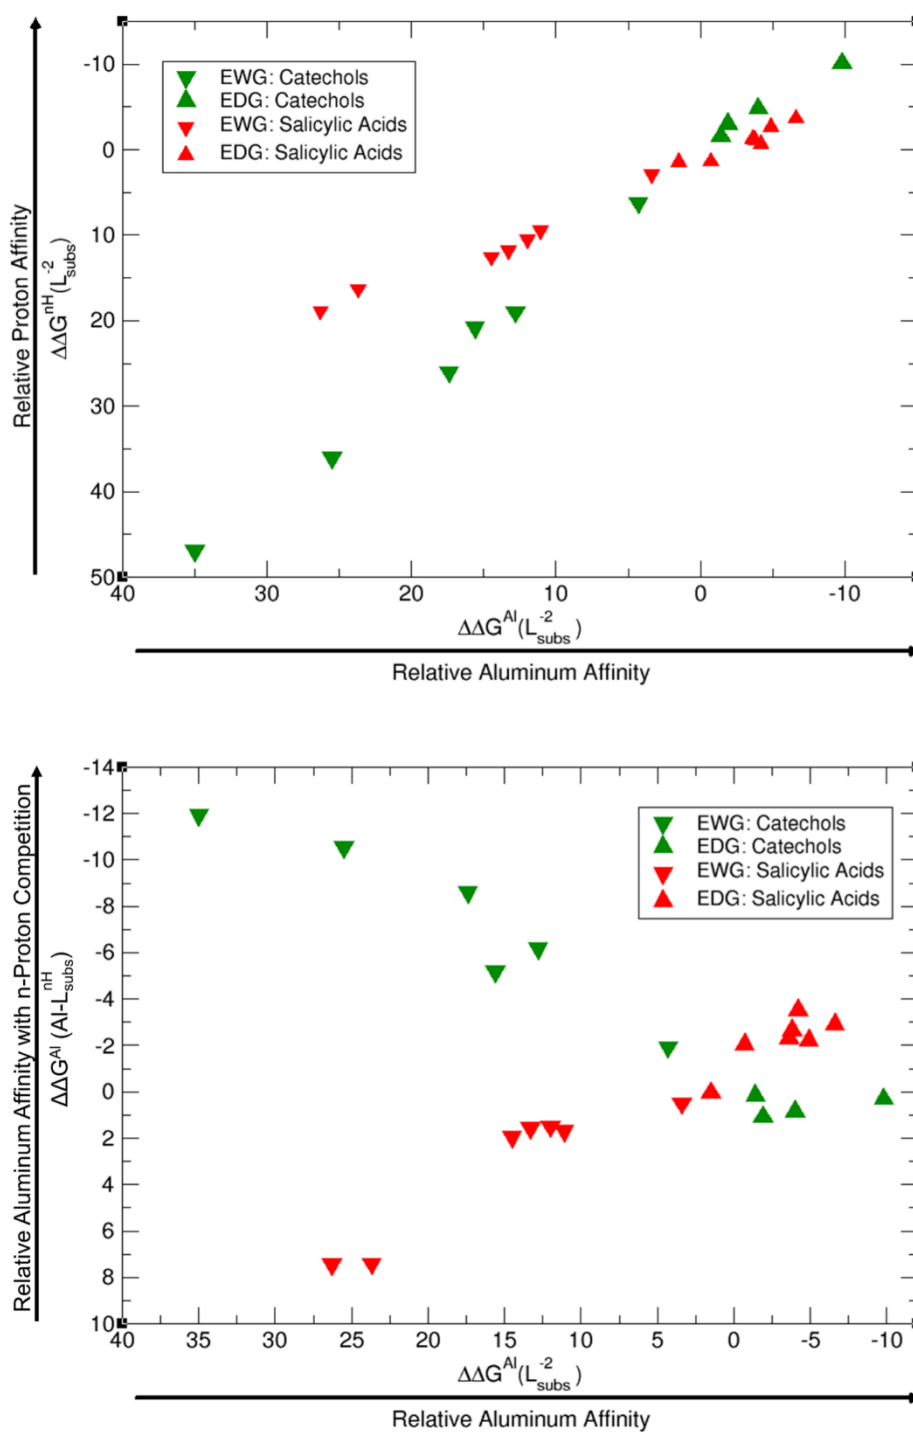 -10
0
10
20
30
40
50
EWG: Catechols
EDG: Catechols
EWG: Salicylic Acids
EDG: Salicylic Acids
Relative Proton Affinity
ΔΔG^nH(L^-2_subs)
40 30 20 10 0 -10
ΔΔG^Al(L^-2_subs)
Relative Aluminum Affinity
-14
-12
-10
-8
-6
-4
-2
0
2
4
6
8
10
EWG: Catechols
EDG: Catechols
EWG: Salicylic Acids
EDG: Salicylic Acids
Relative Aluminum Affinity with n-Proton Competition
ΔΔG^Al (Al-L^nH_subs)
40 35 30 25 20 15 10 5 0 -5 -10
ΔΔG^Al(L^-2_subs)
Relative Aluminum Affinity